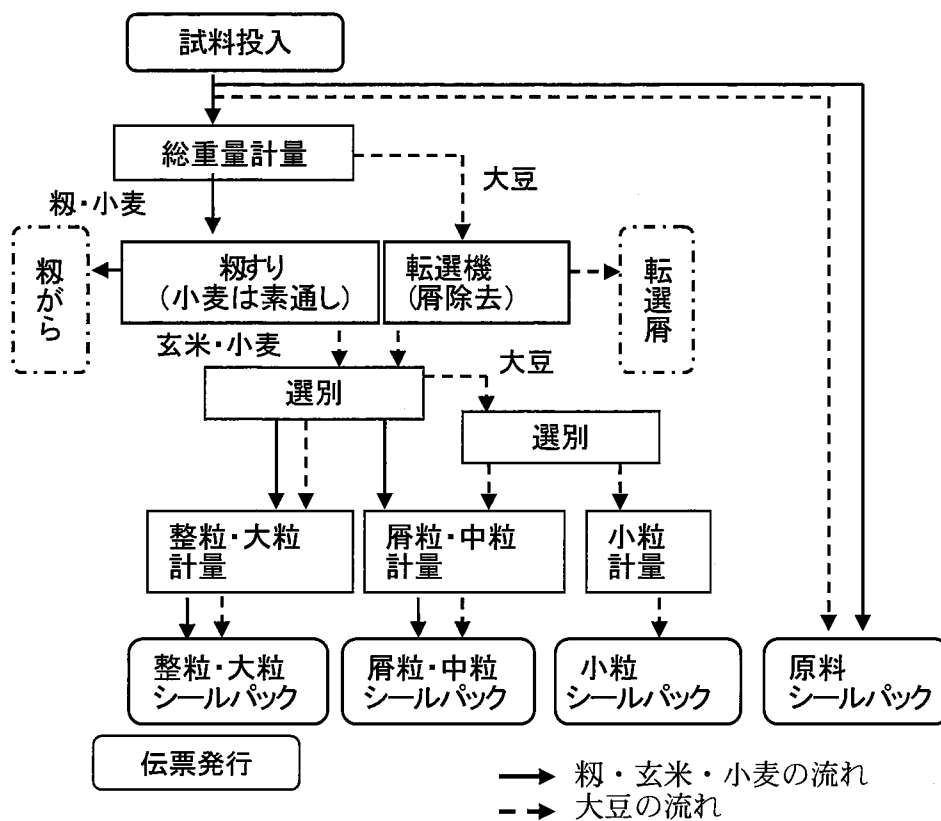 試料投入
総重量計量
大豆
籾・小麦
籾がら
籾すり
(小麦は素通し)
転選機
(屑除去)
転選屑
玄米・小麦
選別
大豆
選別
整粒・大粒
計量
屑粒・中粒
計量
小粒
計量
整粒・大粒
シールパック
屑粒・中粒
シールパック
小粒
シールパック
原料
シールパック
伝票発行
籾・玄米・小麦の流れ
大豆の流れ